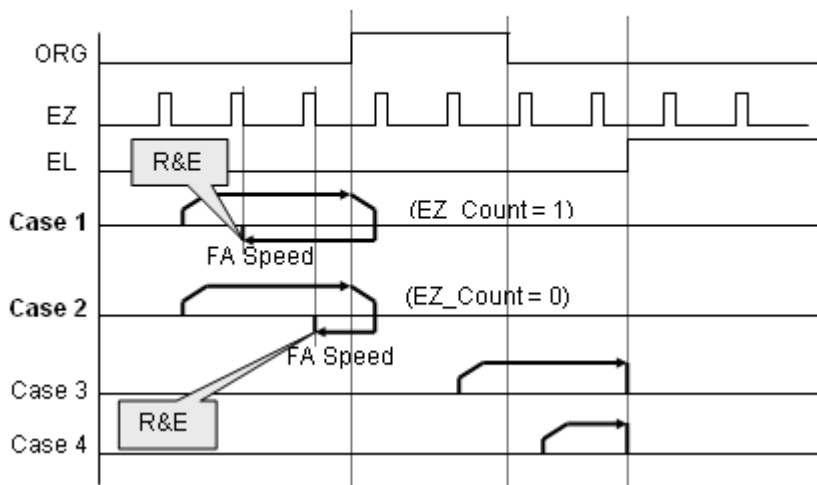 ORG
EZ
EL
R&E
Case 1
(EZ_Count = 1)
FA Speed
Case 2
(EZ_Count = 0)
FA Speed
Case 3
R&E
Case 4